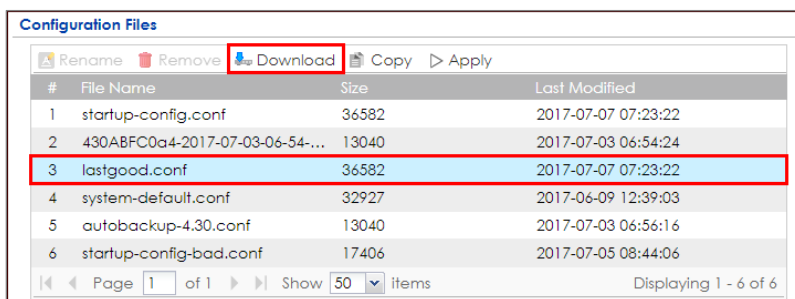 Configuration Files
Rename Remove Download Copy Apply
# File Name Size Last Modified
1 startup-config.conf 36582 2017-07-07 07:23:22
2 430ABFC0a4-2017-07-03-06-54-... 13040 2017-07-03 06:54:24
3 lastgood.conf 36582 2017-07-07 07:23:22
4 system-default.conf 32927 2017-06-09 12:39:03
5 autobackup-4.30.conf 13040 2017-07-03 06:56:16
6 startup-config-bad.conf 17406 2017-07-05 08:44:06
Page 1 of 1 Show 50 items Displaying 1 - 6 of 6